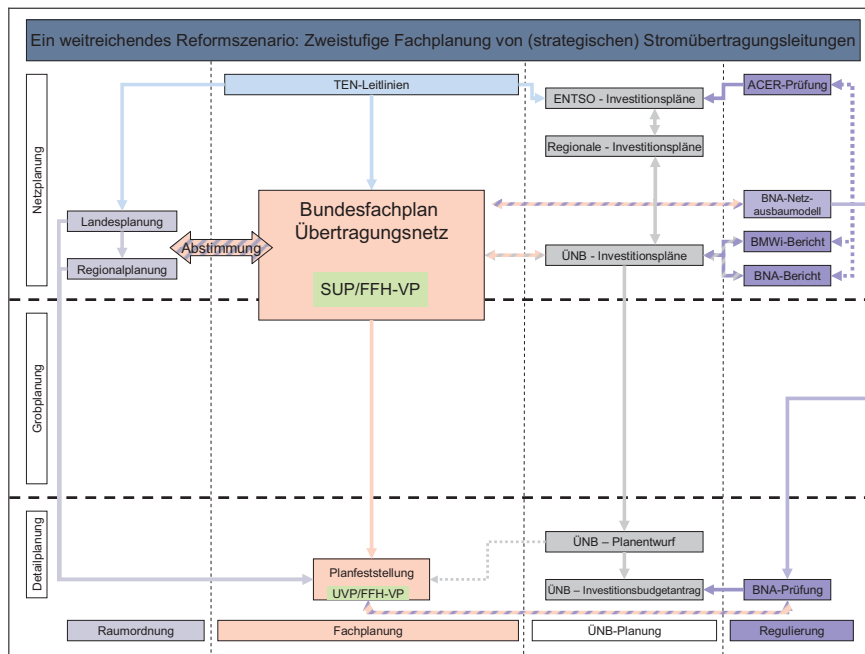 Ein weitreichendes Reformszenario: Zweistufige Fachplanung von (strategischen) Stromübertragungsleitungen
Netzplanung
TEN-Leitlinien
ENTSO - Investitionspläne
ACER-Prüfung
Regionale - Investitionspläne
Landesplanung
Regionalplanung
Abstimmung
Bundesfachplan
Übertragungsnetz
SUP/FFH-VP
BNA-Netz-
ausbaumodell
ÜNB - Investitionspläne
BMWi-Bericht
BNA-Bericht
Grobplanung
Detailplanung
ÜNB – Planentwurf
Planfeststellung
UVP/FFH-VP
ÜNB – Investitionsbudgetantrag
BNA-Prüfung
Raumordnung
Fachplanung
ÜNB-Planung
Regulierung